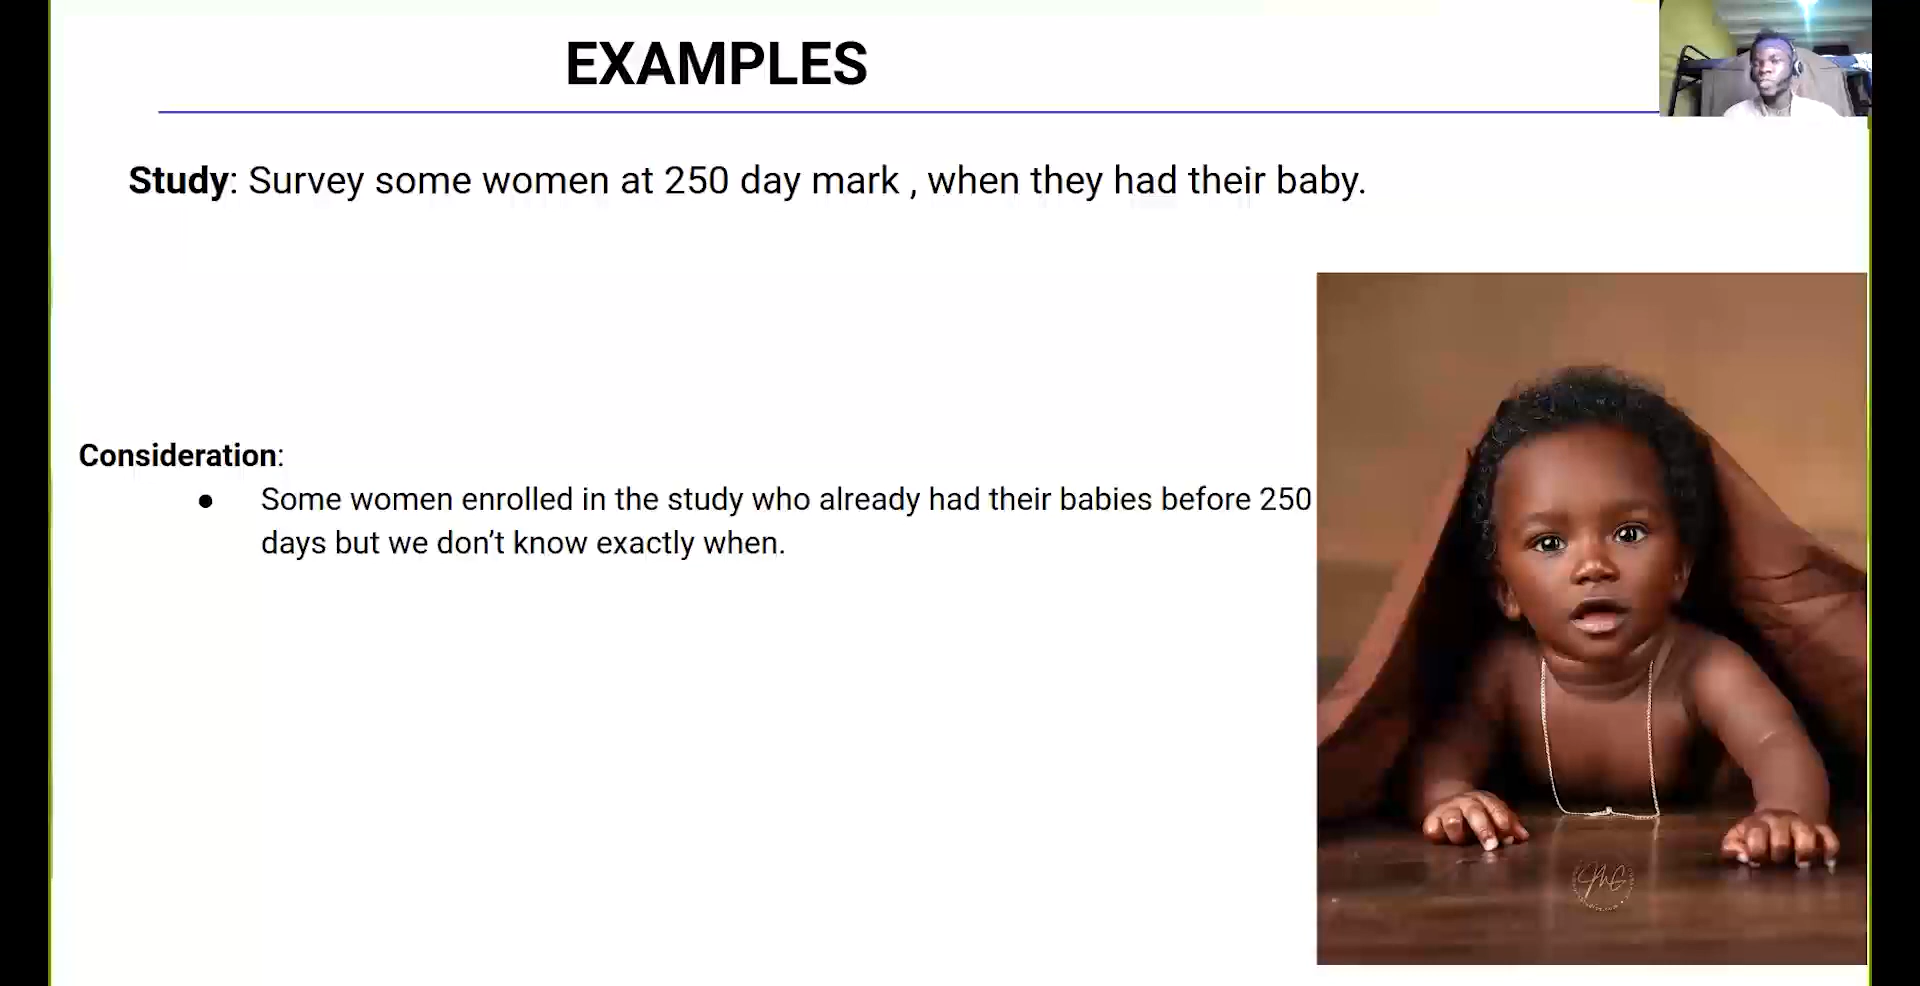 EXAMPLES
Study: Survey some women at 250 day mark , when they had their baby.
Consideration:
● Some women enrolled in the study who already had their babies before 250
days but we don’t know exactly when.